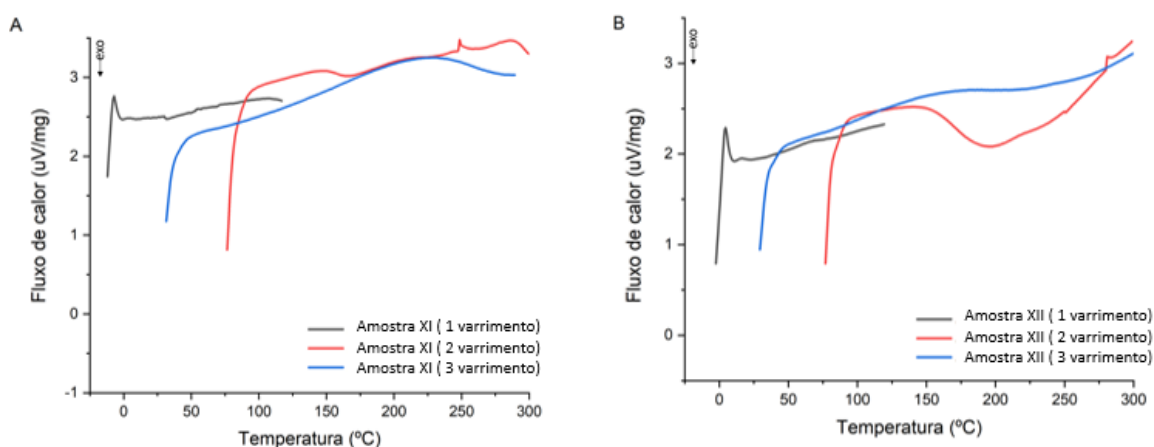 A
exo
Fluxo de calor (uV/mg)
3
2
1
0
-1
Amostra XI ( 1 varrimento)
Amostra XI ( 2 varrimento)
Amostra XI ( 3 varrimento)
0 50 100 150 200 250 300
Temperatura (ºC)
B
exo
Fluxo de calor (uV/mg)
3
2
1
0
Amostra XII ( 1 varrimento)
Amostra XII ( 2 varrimento)
Amostra XII ( 3 varrimento)
0 50 100 150 200 250 300
Temperatura (ºC)